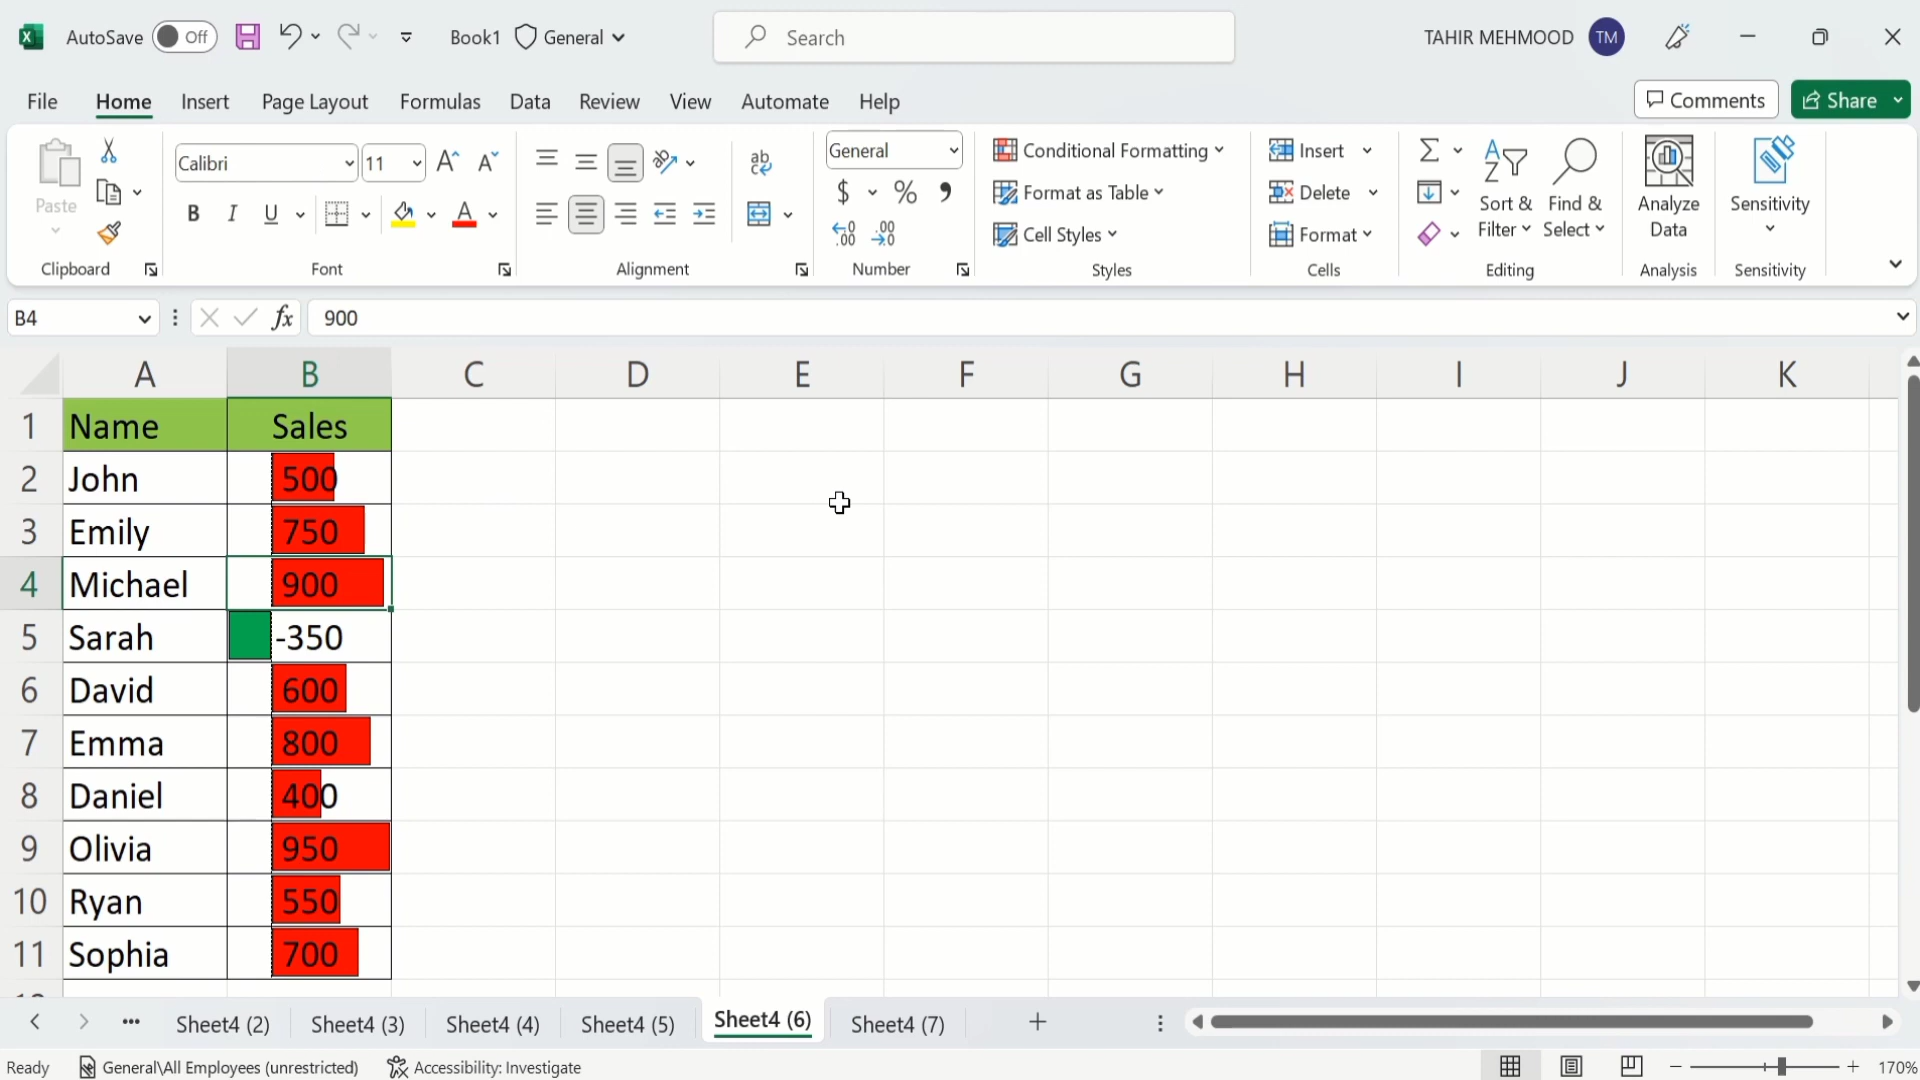 AutoSave Off Book1 General Search TAHIR MEHMOOD TM
File Home Insert Page Layout Formulas Data Review View Automate Help Comments Share
Paste Calibri 11 General Conditional Formatting Insert
$ % Format as Table Delete Sort & Find & Analyze Sensitivity
B I U A Cell Styles Format Filter Select Data
Clipboard Font Alignment Number Styles Cells Editing Analysis Sensitivity
B4 fx 900
A B C D E F G H I J K
1 Name Sales
2 John 500
3 Emily 750
4 Michael 900
5 Sarah -350
6 David 600
7 Emma 800
8 Daniel 400
9 Olivia 950
10 Ryan 550
11 Sophia 700
Sheet4 (2) Sheet4 (3) Sheet4 (4) Sheet4 (5) Sheet4 (6) Sheet4 (7)
Ready General\All Employees (unrestricted) Accessibility: Investigate 170%